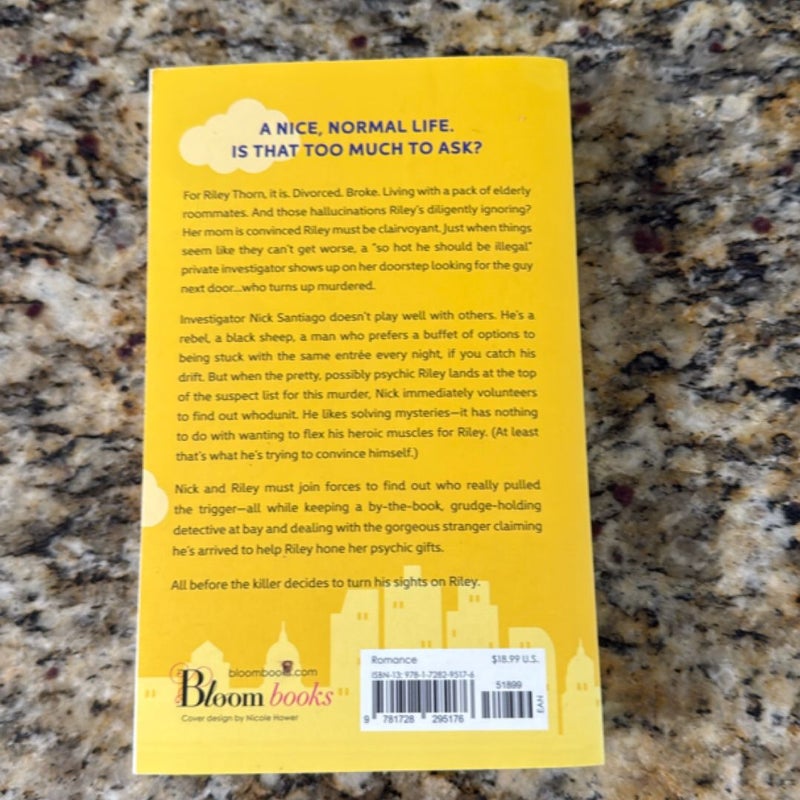 A NICE, NORMAL LIFE.
IS THAT TOO MUCH TO ASK?
For Riley Thorn, it is. Divorced. Broke. Living with a pack of elderly
roommates. And those hallucinations Riley's diligently ignoring?
Her mom is convinced Riley must be clairvoyant. Just when things
seem like they can't get worse, a "so hot he should be illegal"
private investigator shows up on her doorstep looking for the guy
next door...who turns up murdered.
Investigator Nick Santiago doesn't play well with others. He's a
rebel, a black sheep, a man who prefers a buffet of options to
being stuck with the same entrée every night, if you catch his
drift. But when the pretty, possibly psychic Riley lands at the top
of the suspect list for this murder, Nick immediately volunteers
to find out whodunit. He likes solving mysteries—it has nothing
to do with wanting to flex his heroic muscles for Riley. (At least
that's what he's trying to convince himself.)
Nick and Riley must join forces to find out who really pulled
the trigger—all while keeping a by-the-book, grudge-holding
detective at bay and dealing with the gorgeous stranger claiming
he's arrived to help Riley hone her psychic gifts.
All before the killer decides to turn his sights on Riley.
bloombooks.com
Bloom books
Cover design by Nicole Hower
Romance $18.99 U.S.
ISBN-13: 978-1-7282-9517-6
51899
EAN
9 781728 295176